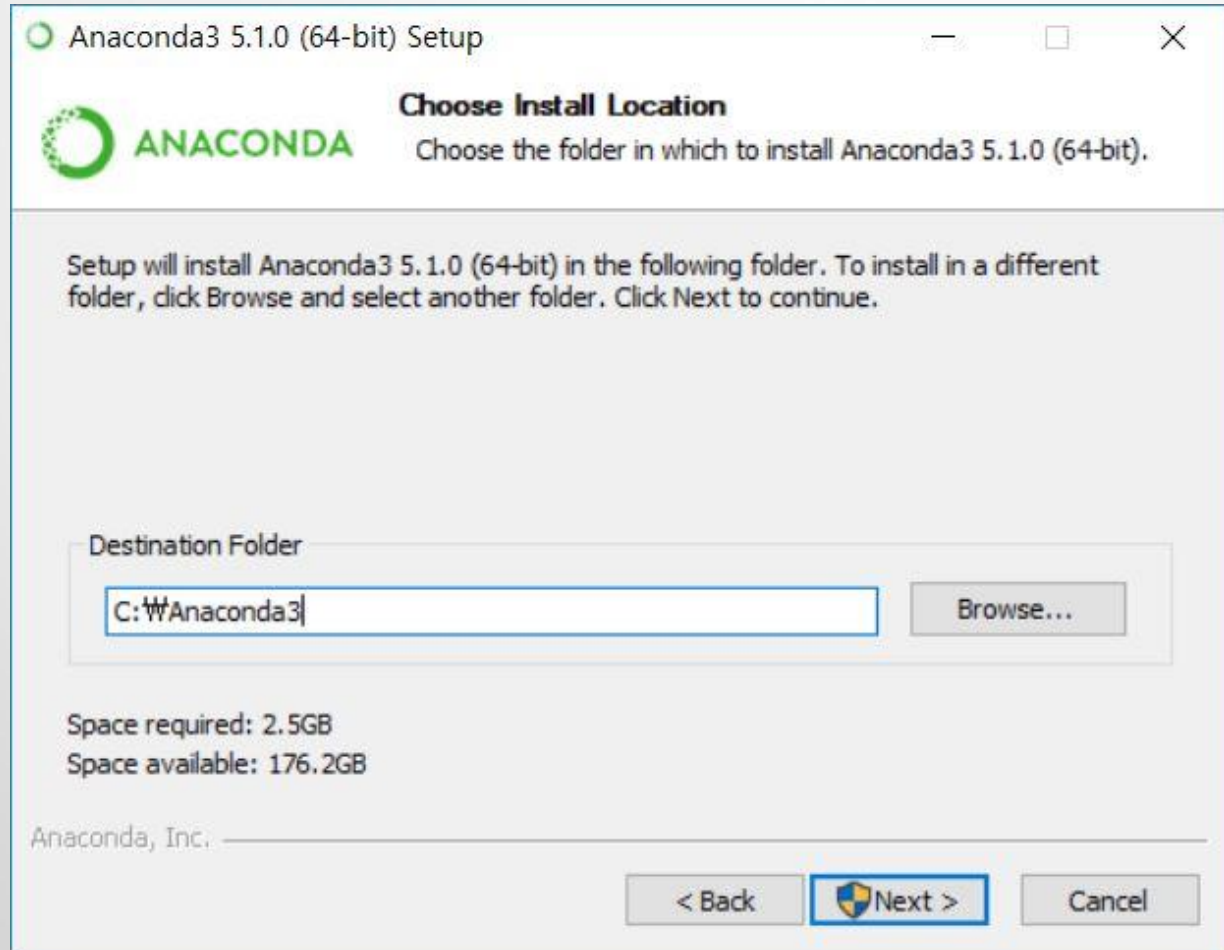 Anaconda3 5.1.0 (64-bit) Setup
ANACONDA
Choose Install Location
Choose the folder in which to install Anaconda3 5.1.0 (64-bit).
Setup will install Anaconda3 5.1.0 (64-bit) in the following folder. To install in a different
folder, click Browse and select another folder. Click Next to continue.
Destination Folder
C:₩Anaconda3
Browse...
Space required: 2.5GB
Space available: 176.2GB
Anaconda, Inc.
< Back
Next >
Cancel